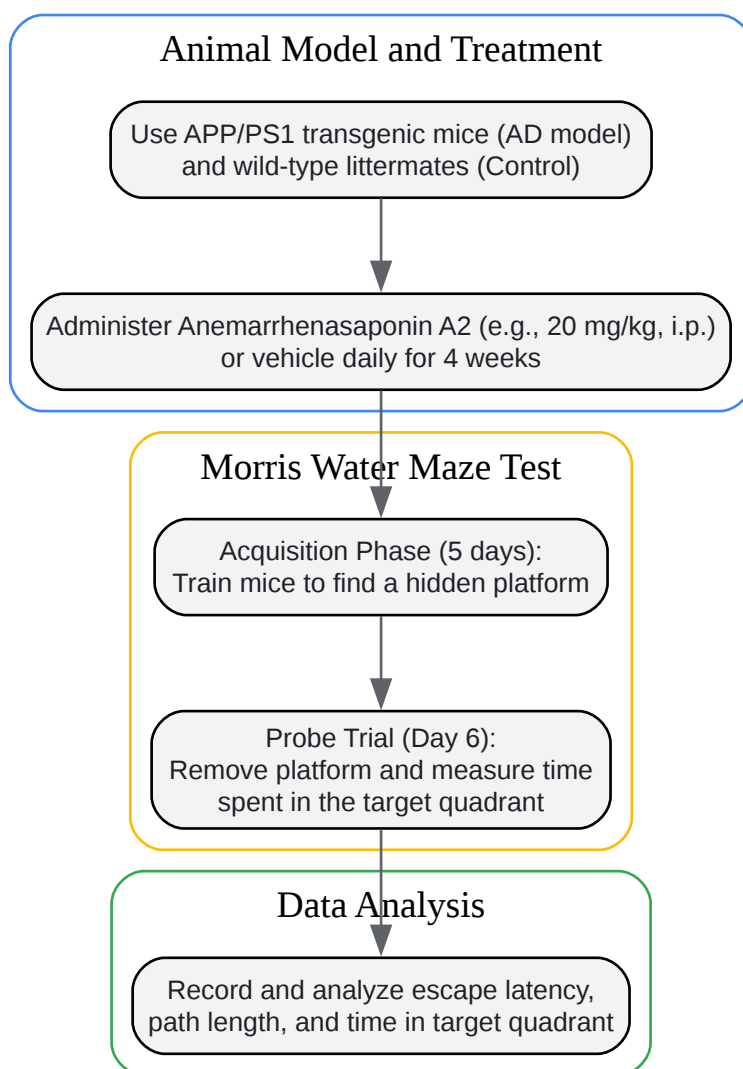 Animal Model and Treatment
Use APP/PS1 transgenic mice (AD model)
and wild-type littermates (Control)
Administer Anemarrhenasaponin A2 (e.g., 20 mg/kg, i.p.)
or vehicle daily for 4 weeks
Morris Water Maze Test
Acquisition Phase (5 days):
Train mice to find a hidden platform
Probe Trial (Day 6):
Remove platform and measure time
spent in the target quadrant
Data Analysis
Record and analyze escape latency,
path length, and time in target quadrant